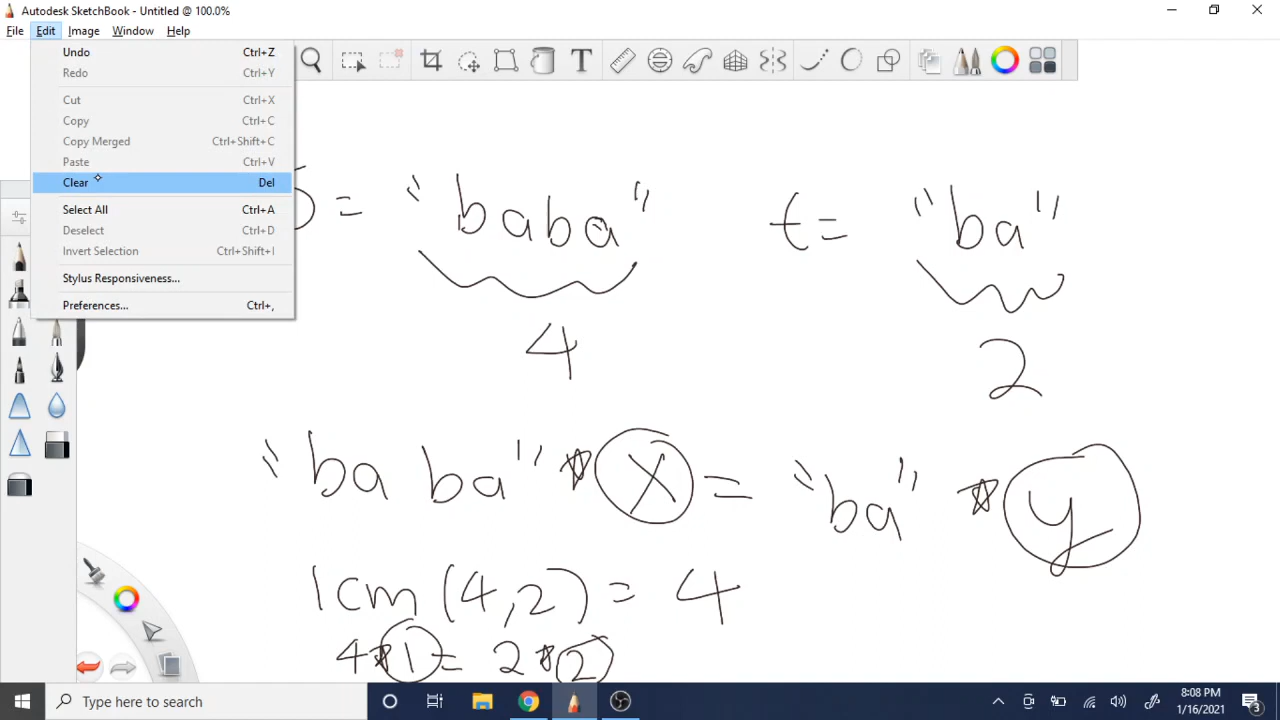 Autodesk SketchBook - Untitled @ 100.0%
File Edit Image Window Help
Undo Ctrl+Z
Redo Ctrl+Y
Cut Ctrl+X
Copy Ctrl+C
Copy Merged Ctrl+Shift+C
Paste Ctrl+V
Clear Del
Select All Ctrl+A
Deselect Ctrl+D
Invert Selection Ctrl+Shift+I
Stylus Responsiveness...
Preferences... Ctrl+,
= "baba" t= "ba"
4 2
"ba ba" * x = "ba" * y
lcm (4,2) = 4
4*1 = 2*2
Type here to search
8:08 PM
1/16/2021
3